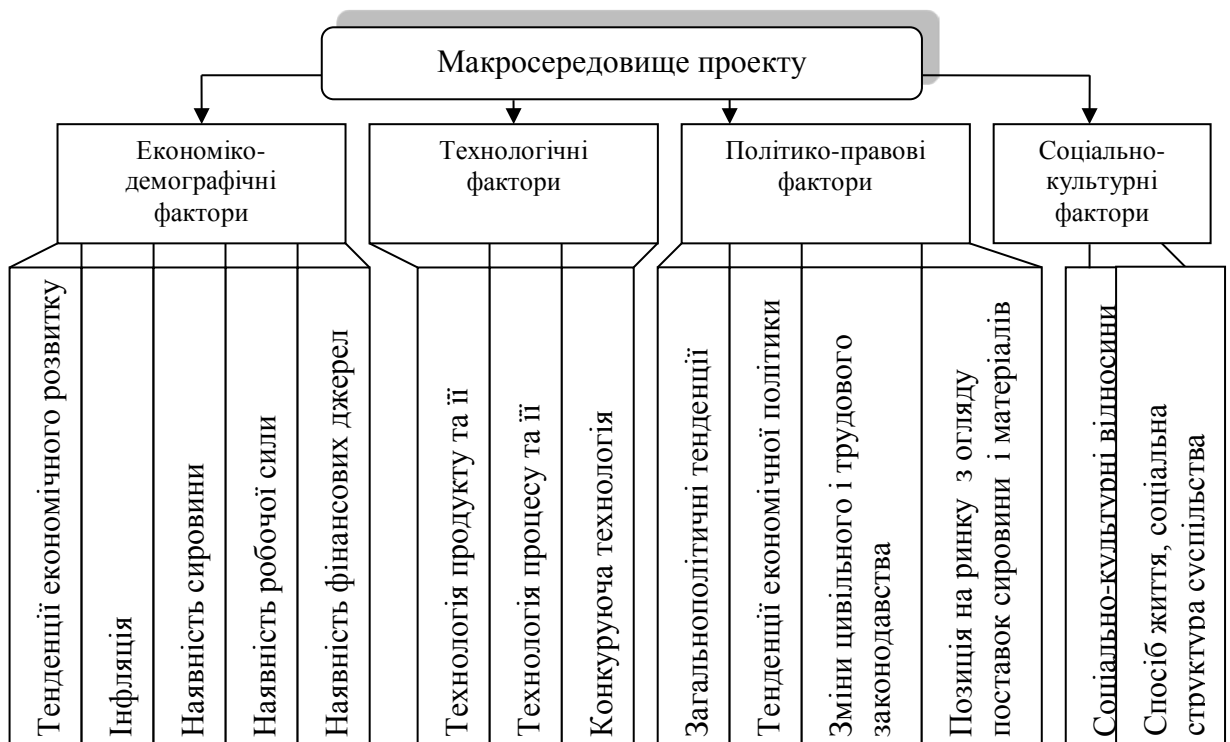 Макросередовище проекту
Економіко-
демографічні
фактори
Технологічні
фактори
Політико-правові
фактори
Соціально-
культурні
фактори
Тенденції економічного розвитку
Інфляція
Наявність сировини
Наявність робочої сили
Наявність фінансових джерел
Технологія продукту та її
Технологія процесу та її
Конкуруюча технологія
Загальнополітичні тенденції
Тенденції економічної політики
Зміни цивільного і трудового
законодавства
Позиція на ринку з огляду
поставок сировини і матеріалів
Соціально-культурні відносини
Спосіб життя, соціальна
структура суспільства